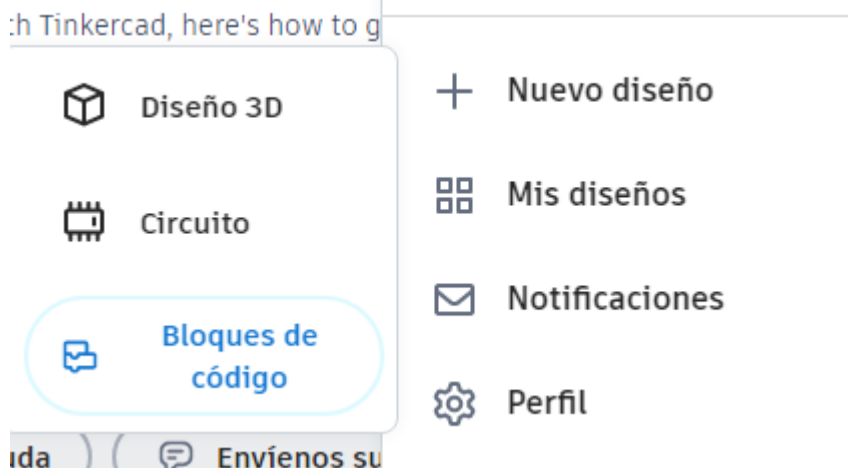 th Tinkercad, here's how to g
Diseño 3D
Circuito
Bloques de
código
Nuevo diseño
Mis diseños
Notificaciones
Perfil
uda
Envíenos su